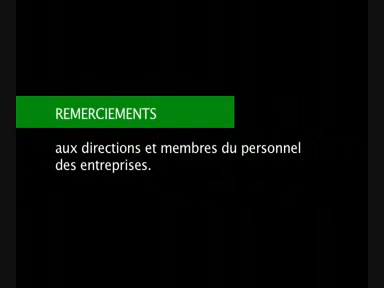 REMERCIEMENTS
aux directions et membres du personnel
des entreprises.